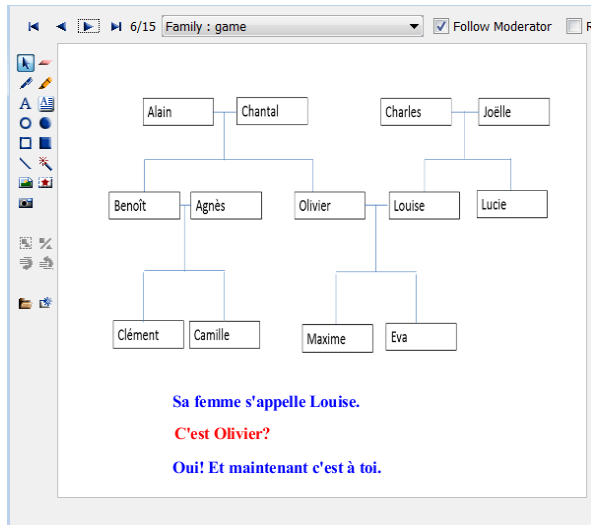 6/15 Family : game Follow Moderator
Alain Chantal Charles Joëlle
Benoît Agnès Olivier Louise Lucie
Clément Camille Maxime Eva
Sa femme s'appelle Louise.
C'est Olivier?
Oui! Et maintenant c'est à toi.